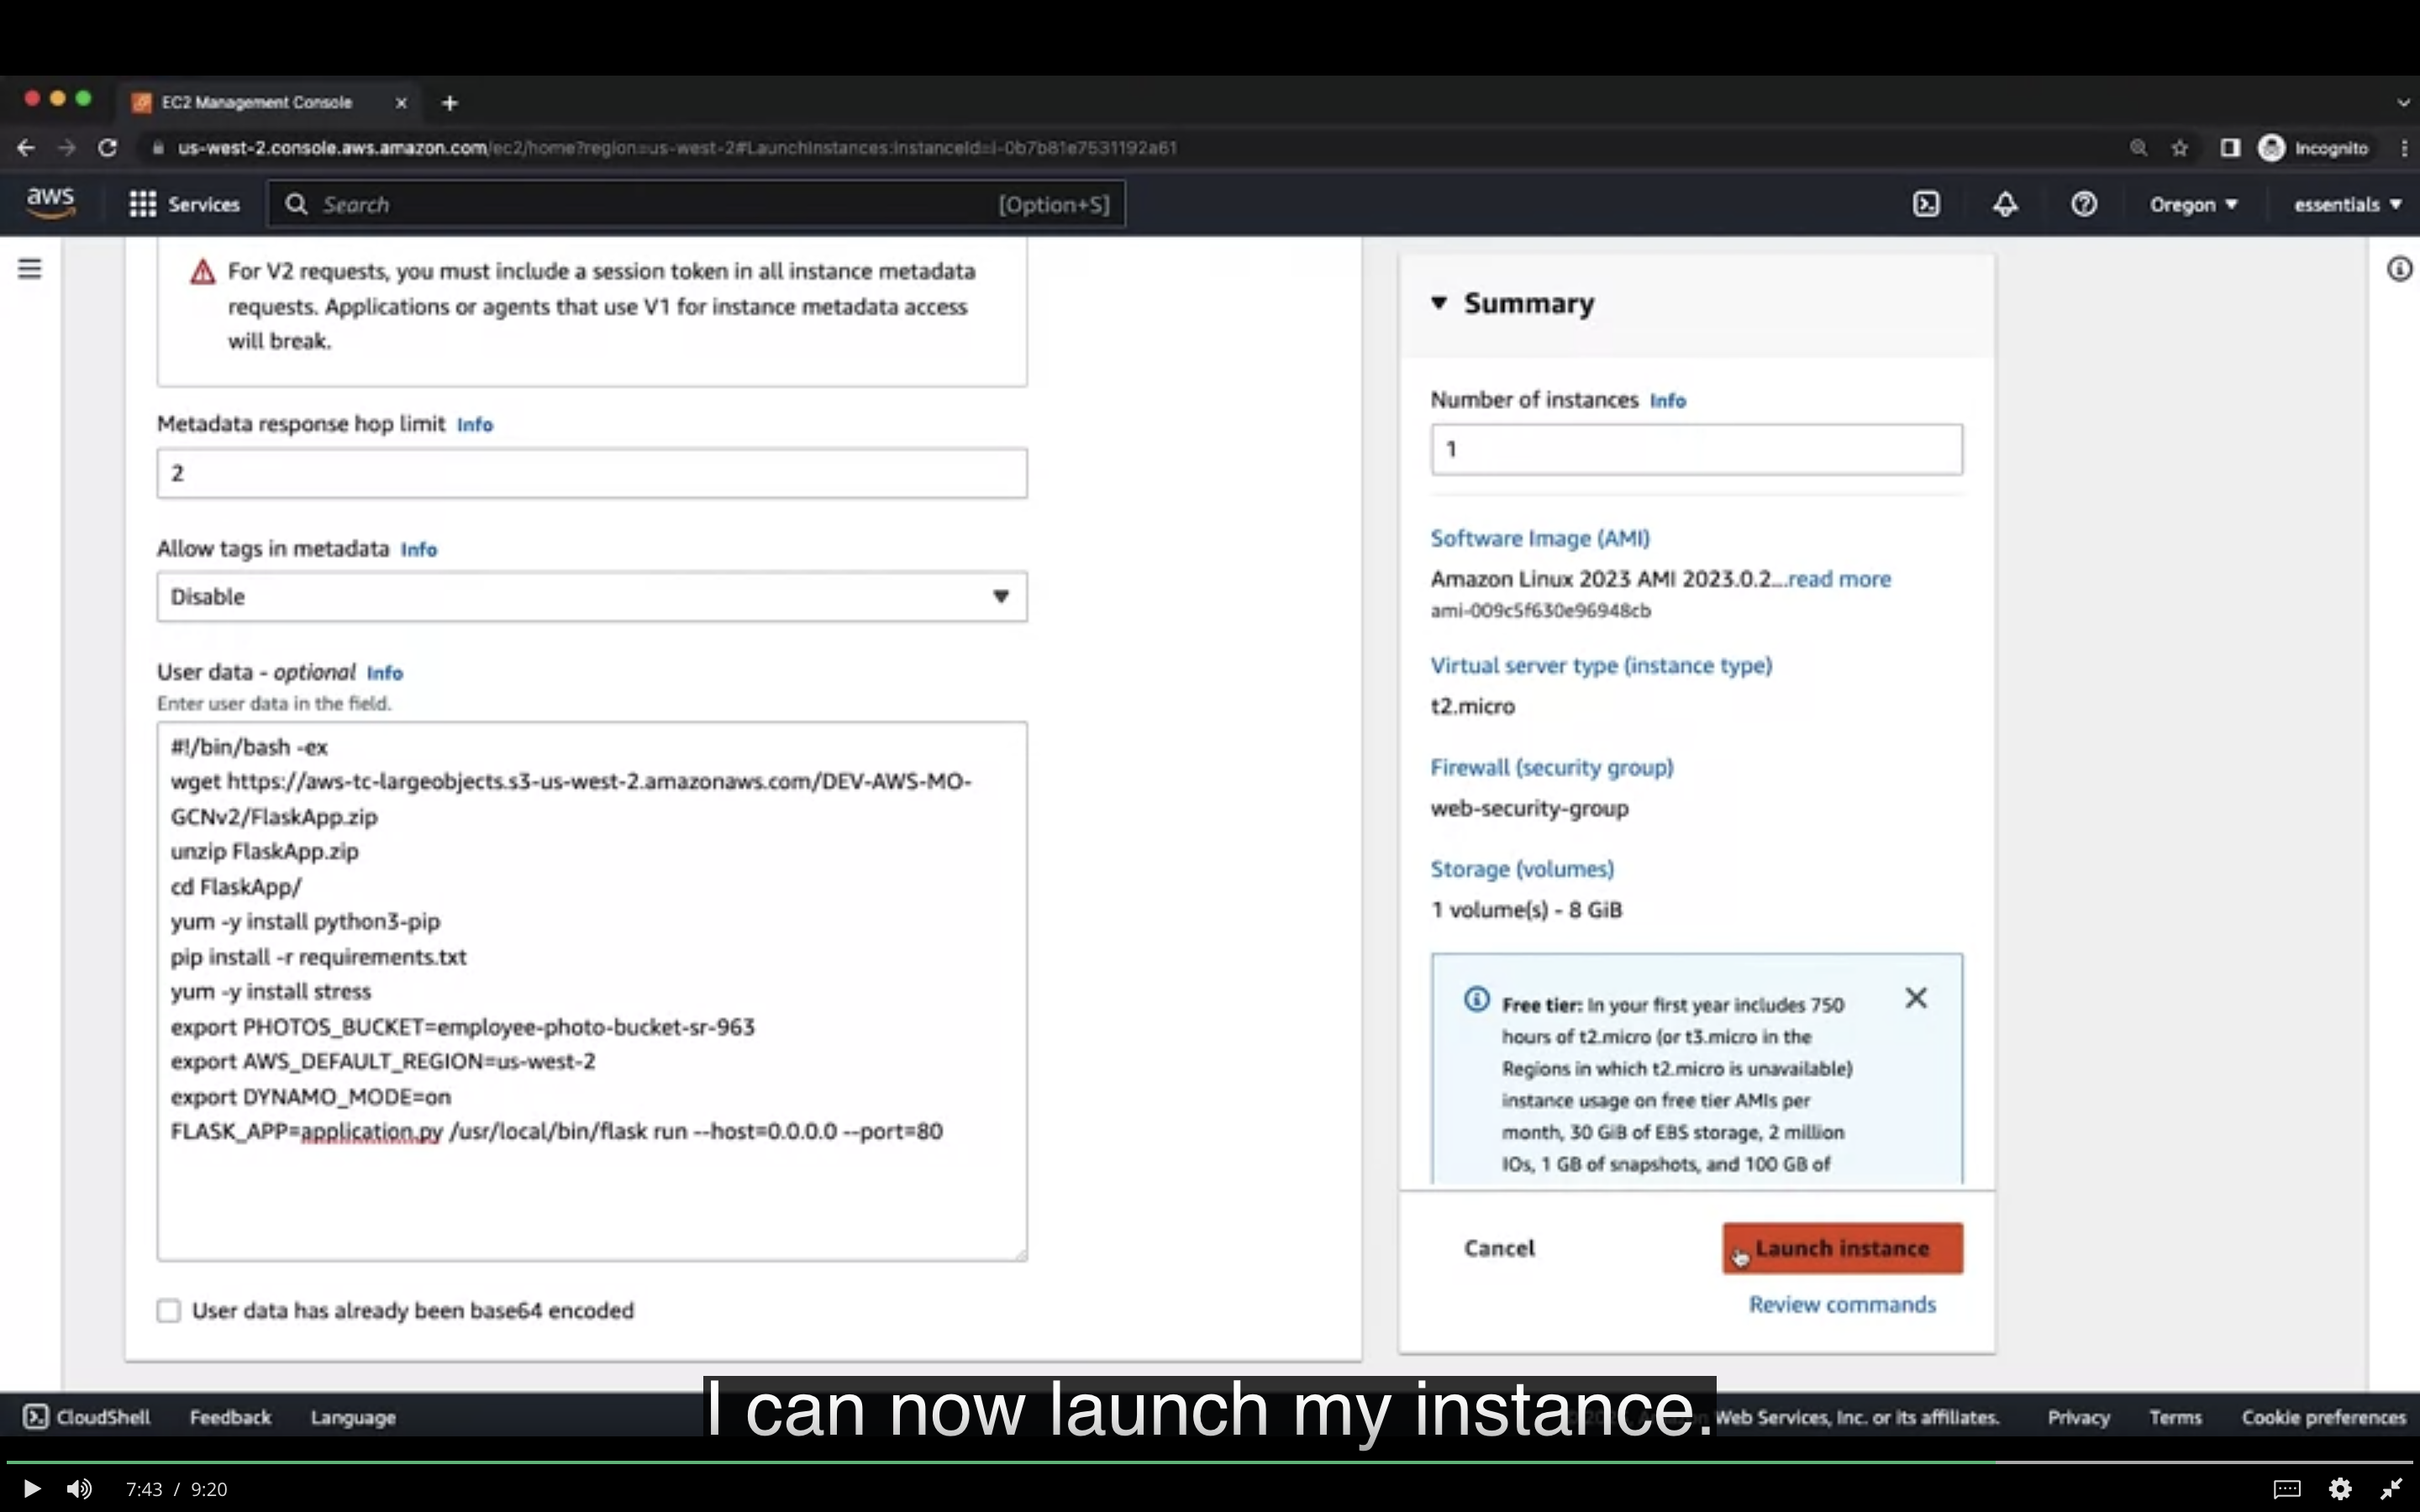 EC2 Management Console
us-west-2.console.aws.amazon.com/ec2/home?region=us-west-2#LaunchInstances:instanceId=i-0b7b81e7531192a61
Incognito
aws
Services
Search
[Option+S]
Oregon
essentials
For V2 requests, you must include a session token in all instance metadata
requests. Applications or agents that use V1 for instance metadata access
will break.
Metadata response hop limit Info
2
Allow tags in metadata Info
Disable
User data - optional Info
Enter user data in the field.
#!/bin/bash -ex
wget https://aws-tc-largeobjects.s3-us-west-2.amazonaws.com/DEV-AWS-MO-
GCNv2/FlaskApp.zip
unzip FlaskApp.zip
cd FlaskApp/
yum -y install python3-pip
pip install -r requirements.txt
yum -y install stress
export PHOTOS_BUCKET=employee-photo-bucket-sr-963
export AWS_DEFAULT_REGION=us-west-2
export DYNAMO_MODE=on
FLASK_APP=application.py /usr/local/bin/flask run --host=0.0.0.0 --port=80
User data has already been base64 encoded
Summary
Number of instances Info
1
Software Image (AMI)
Amazon Linux 2023 AMI 2023.0.2...read more
ami-009c5f630e96948cb
Virtual server type (instance type)
t2.micro
Firewall (security group)
web-security-group
Storage (volumes)
1 volume(s) - 8 GiB
Free tier: In your first year includes 750
hours of t2.micro (or t3.micro in the
Regions in which t2.micro is unavailable)
instance usage on free tier AMIs per
month, 30 GiB of EBS storage, 2 million
IOs, 1 GB of snapshots, and 100 GB of
Cancel
Launch instance
Review commands
I can now launch my instance.
CloudShell
Feedback
Language
Web Services, Inc. or its affiliates.
Privacy
Terms
Cookie preferences
7:43 / 9:20